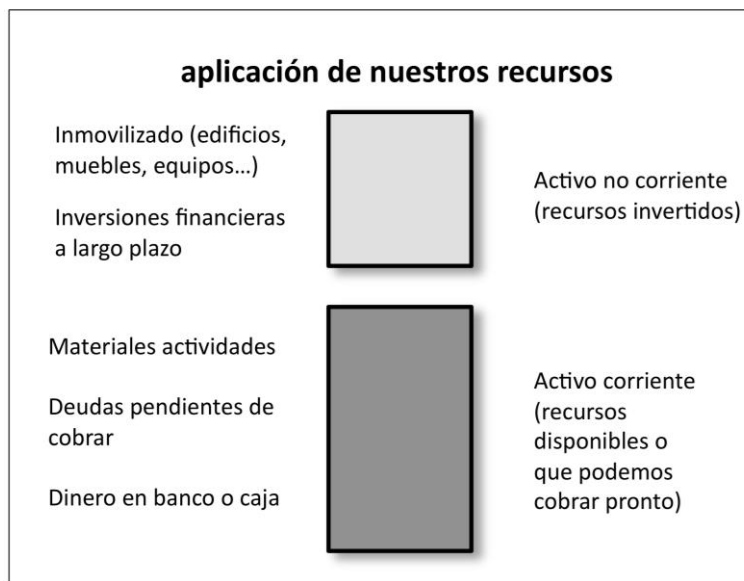 aplicación de nuestros recursos
Inmovilizado (edificios,
muebles, equipos...)
Inversiones financieras
a largo plazo
Activo no corriente
(recursos invertidos)
Materiales actividades
Deudas pendientes de
cobrar
Dinero en banco o caja
Activo corriente
(recursos
disponibles o
que podemos
cobrar pronto)